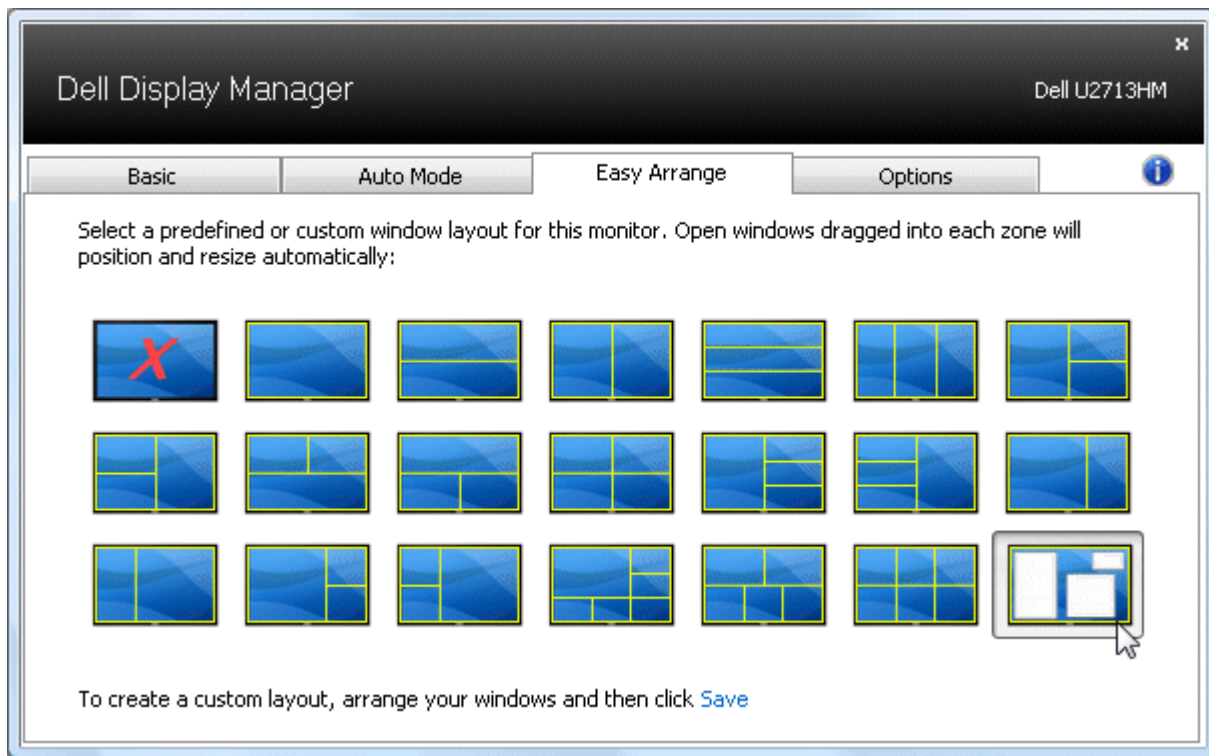 Dell Display Manager
Dell U2713HM
Basic
Auto Mode
Easy Arrange
Options
Select a predefined or custom window layout for this monitor. Open windows dragged into each zone will
position and resize automatically:
To create a custom layout, arrange your windows and then click Save